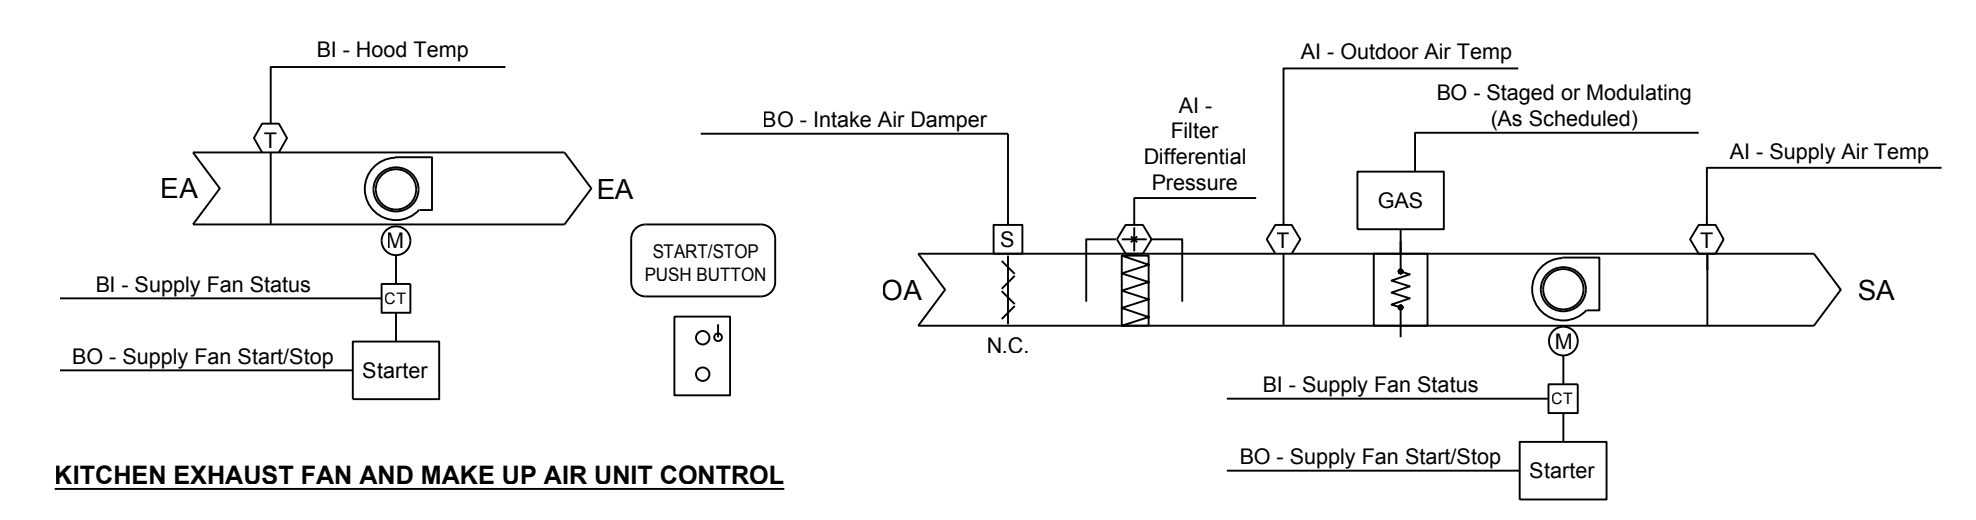 BI - Hood Temp
T
EA
EA
M
BI - Supply Fan Status
CT
BO - Supply Fan Start/Stop
Starter
START/STOP
PUSH BUTTON
BO - Intake Air Damper
S
OA
N.C.
AI -
Filter
Differential
Pressure
AI - Outdoor Air Temp
T
BO - Staged or Modulating
(As Scheduled)
GAS
AI - Supply Air Temp
T
SA
M
BI - Supply Fan Status
CT
BO - Supply Fan Start/Stop
Starter
KITCHEN EXHAUST FAN AND MAKE UP AIR UNIT CONTROL